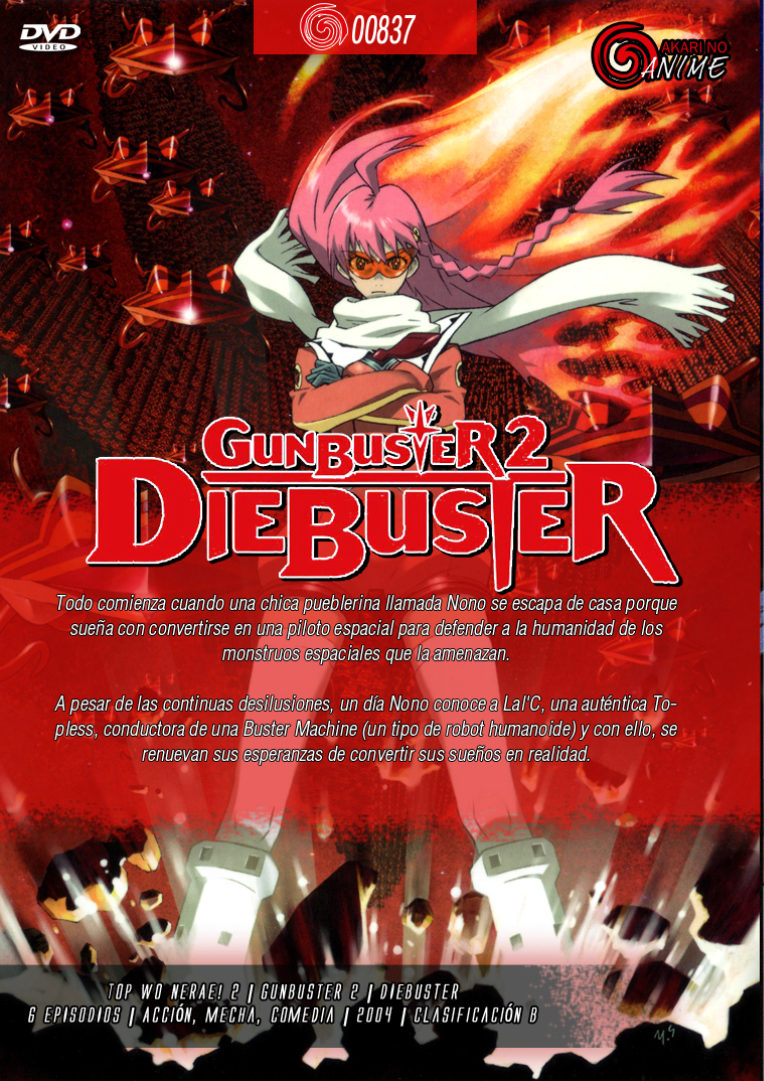 DVD
VIDEO
00837
AKARI NO
ANIME
GUNBUSTER 2
DIEBUSTER
Todo comienza cuando una chica pueblerina llamada Nono se escapa de casa porque
sueña con convertirse en una piloto espacial para defender a la humanidad de los
monstruos espaciales que la amenazan.
A pesar de las continuas desilusiones, un día Nono conoce a Lal'C, una auténtica To-
pless, conductora de una Buster Machine (un tipo de robot humanoide) y con ello, se
renuevan sus esperanzas de convertir sus sueños en realidad.
TOP WO NERAE! 2 | GUNBUSTER 2 | DIEBUSTER
6 EPISODIOS | ACCIÓN, MECHA, COMEDIA | 2004 | CLASIFICACIÓN B
Y.S